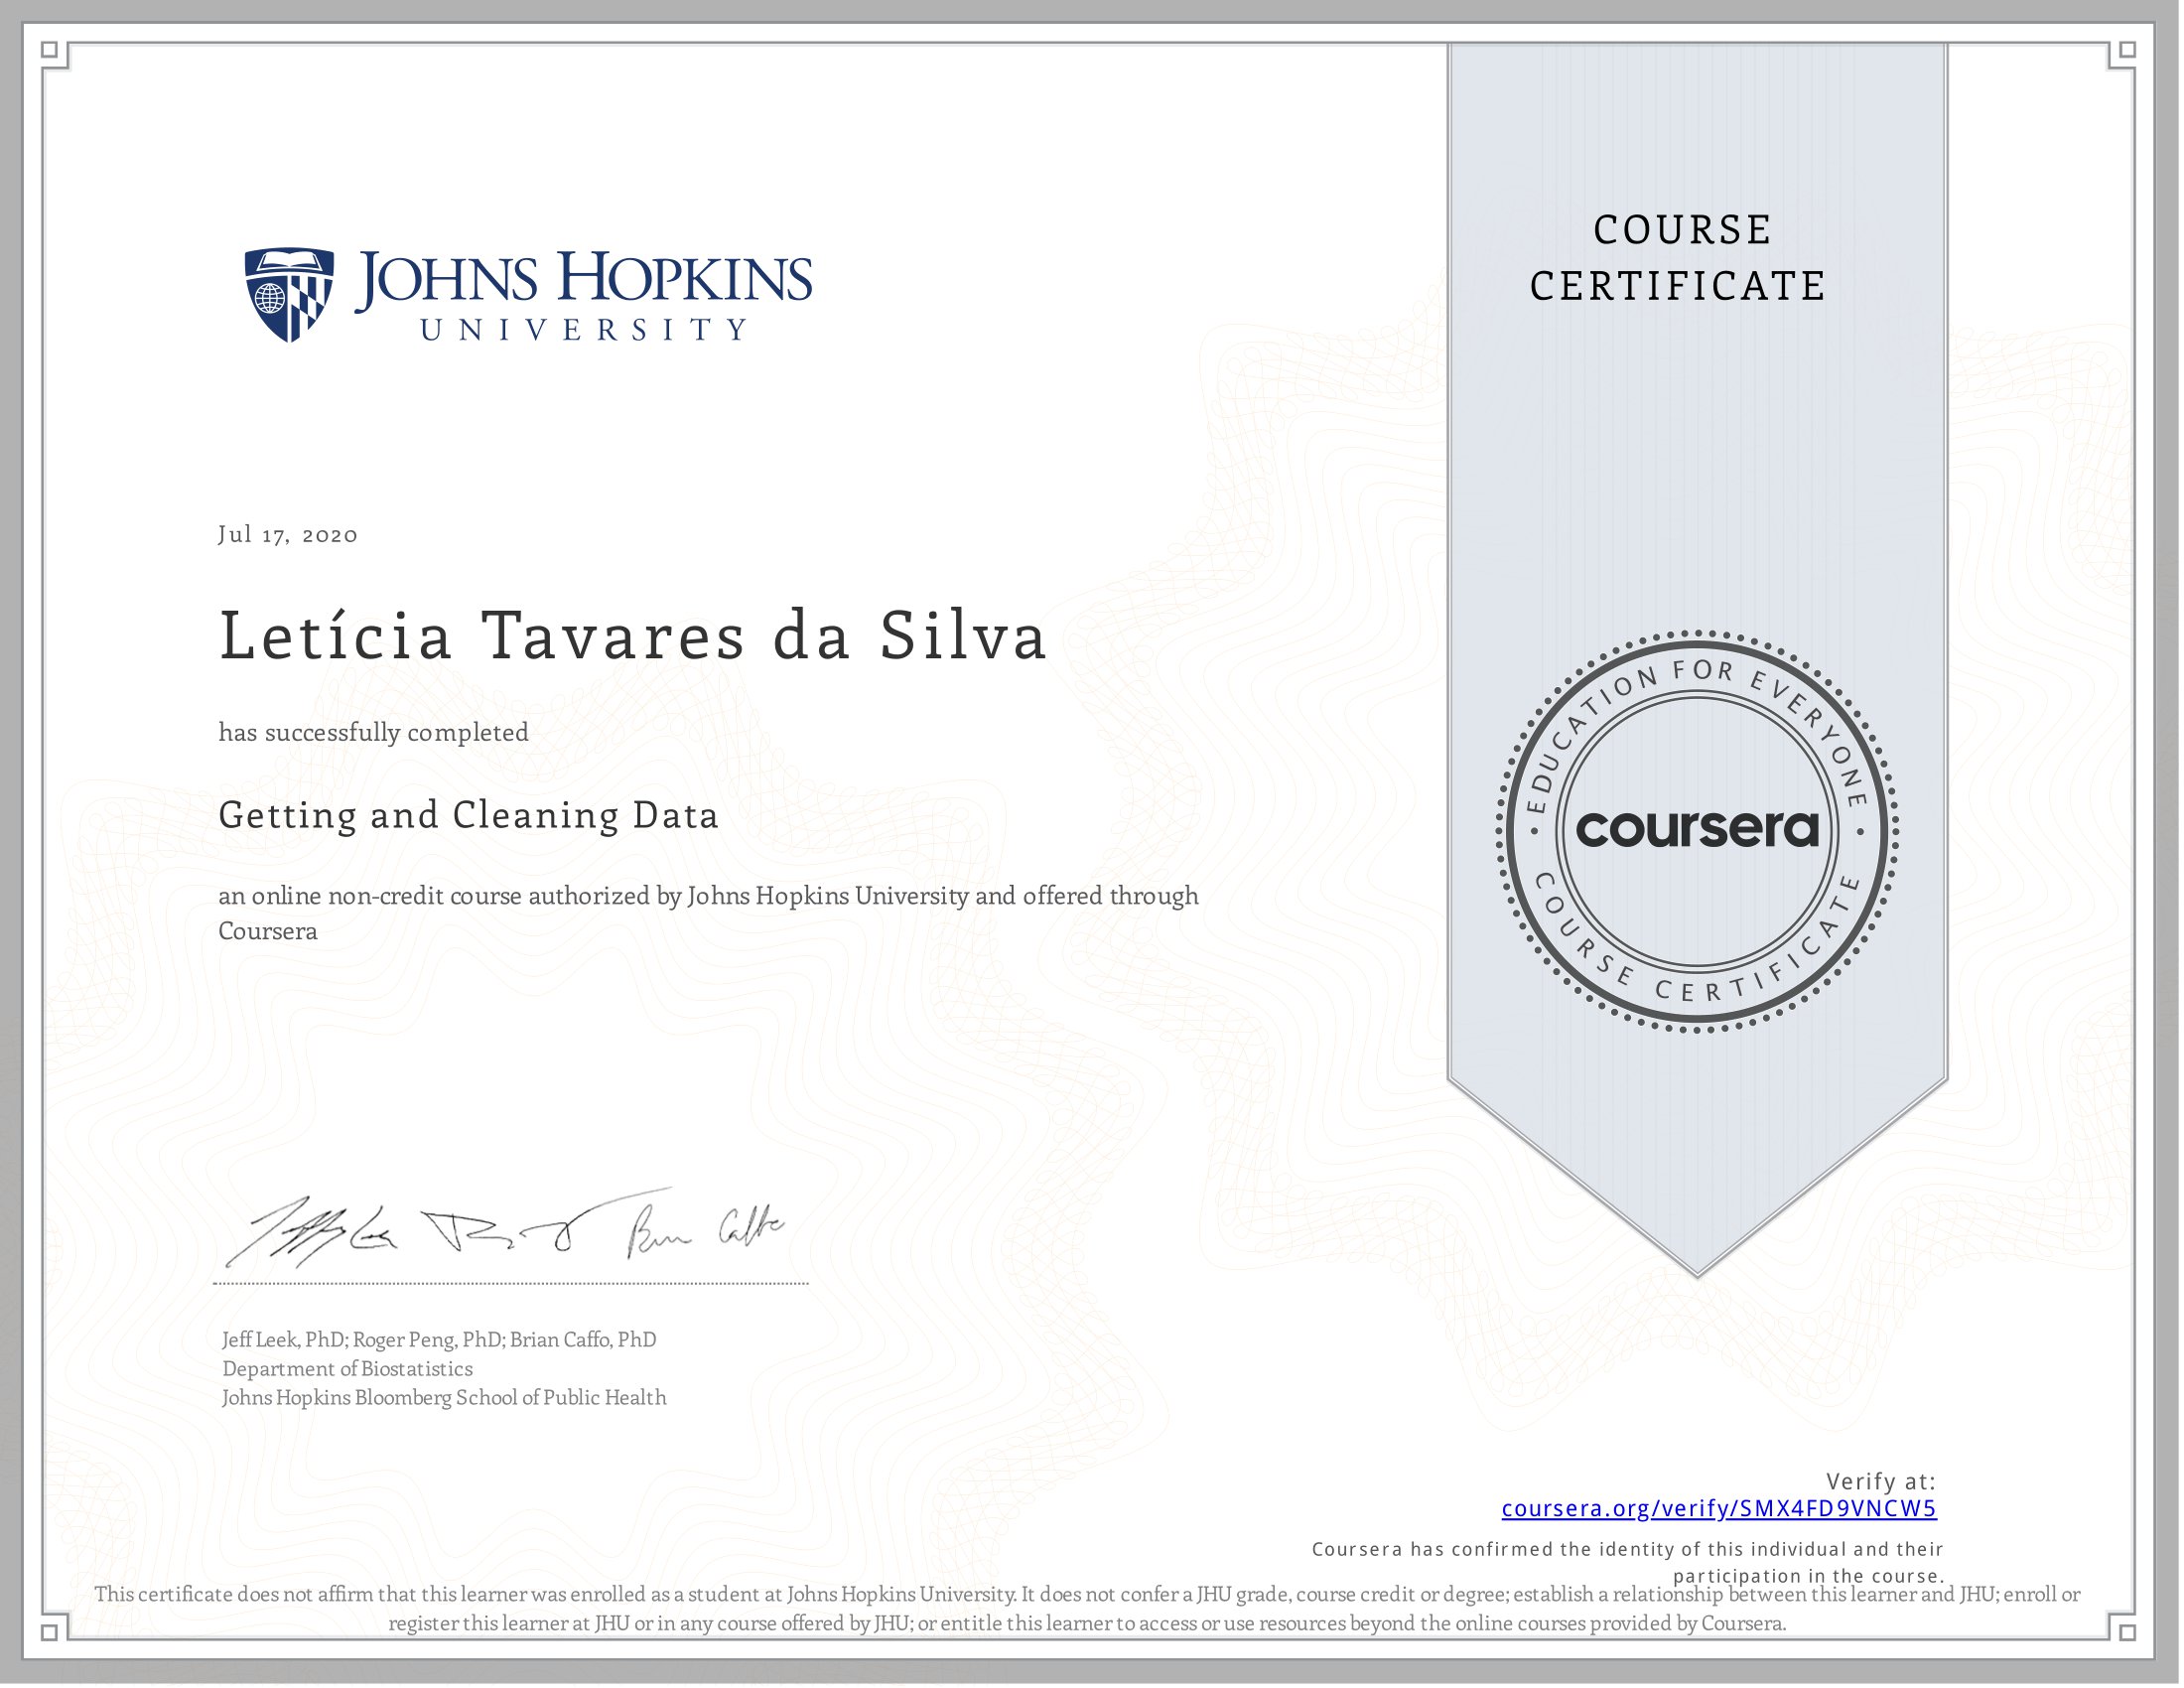 JOHNS HOPKINS
UNIVERSITY
COURSE
CERTIFICATE
Jul 17, 2020
Letícia Tavares da Silva
has successfully completed
Getting and Cleaning Data
an online non-credit course authorized by Johns Hopkins University and offered through
Coursera
EDUCATION FOR EVERYONE
coursera
COURSE CERTIFICATE
Jeff Leek, PhD; Roger Peng, PhD; Brian Caffo, PhD
Department of Biostatistics
Johns Hopkins Bloomberg School of Public Health
Verify at:
coursera.org/verify/SMX4FD9VNCW5
Coursera has confirmed the identity of this individual and their
participation in the course.
This certificate does not affirm that this learner was enrolled as a student at Johns Hopkins University. It does not confer a JHU grade, course credit or degree; establish a relationship between this learner and JHU; enroll or
register this learner at JHU or in any course offered by JHU; or entitle this learner to access or use resources beyond the online courses provided by Coursera.